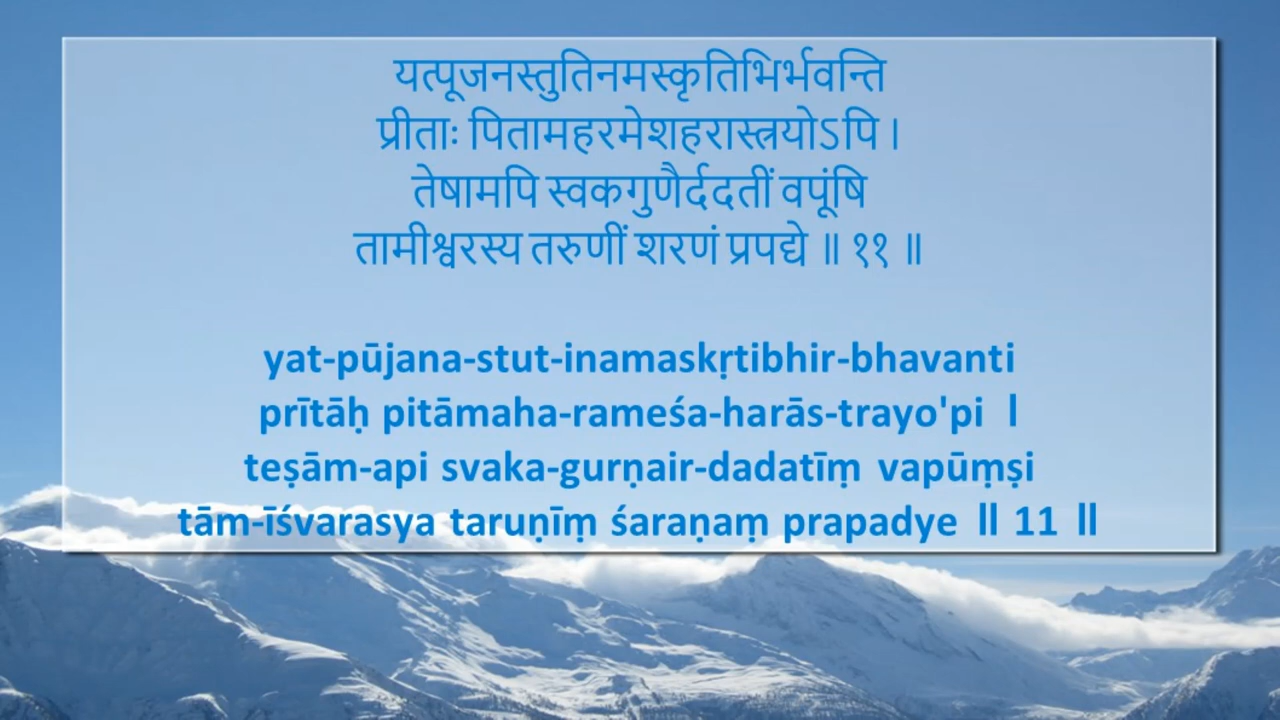 यत्पूजनस्तुतिनमस्कृतिभिर्भवन्ति
प्रीताः पितामहरमेशहरास्त्रयोऽपि ।
तेषामपि स्वकगुणैर्ददतीं वपूंषि
तामीश्वरस्य तरुणीं शरणं प्रपद्ये ॥ ११ ॥
yat-pūjana-stut-inamaskṛtibhir-bhavanti
prītāḥ pitāmaha-rameśa-harās-trayo'pi ।
teṣām-api svaka-gurṇair-dadatīṃ vapūṃṣi
tām-īśvarasya taruṇīṃ śaraṇaṃ prapadye ॥ 11 ॥